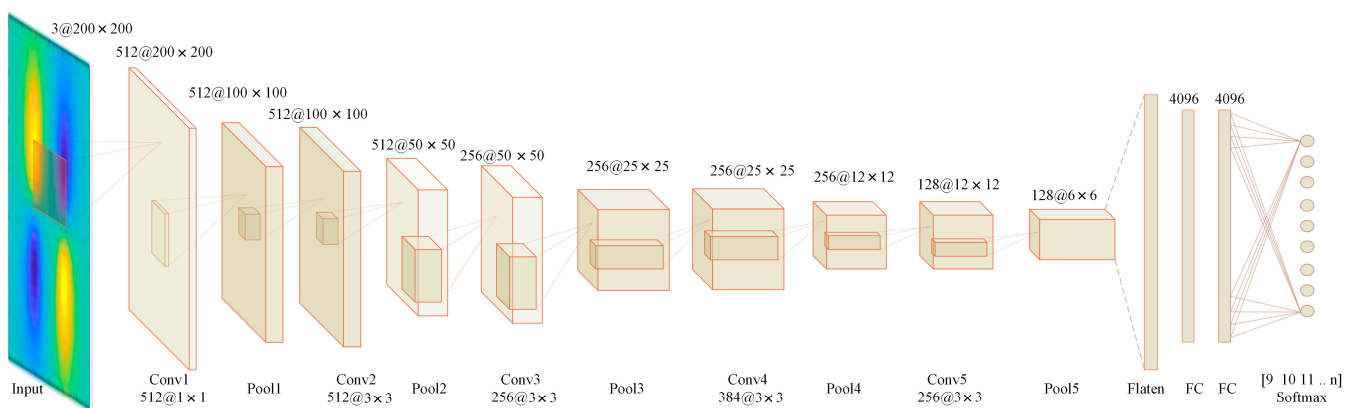 3@200 × 200
512@200 × 200
512@100 × 100
512@100 × 100
512@50 × 50
256@50 × 50
256@25 × 25
256@25 × 25
256@12 × 12
128@12 × 12
128@6 × 6
4096
4096
Input
Conv1
512@1 × 1
Pool1
Conv2
512@3 × 3
Pool2
Conv3
256@3 × 3
Pool3
Conv4
384@3 × 3
Pool4
Conv5
256@3 × 3
Pool5
Flaten
FC
FC
[9 10 11 .. n]
Softmax